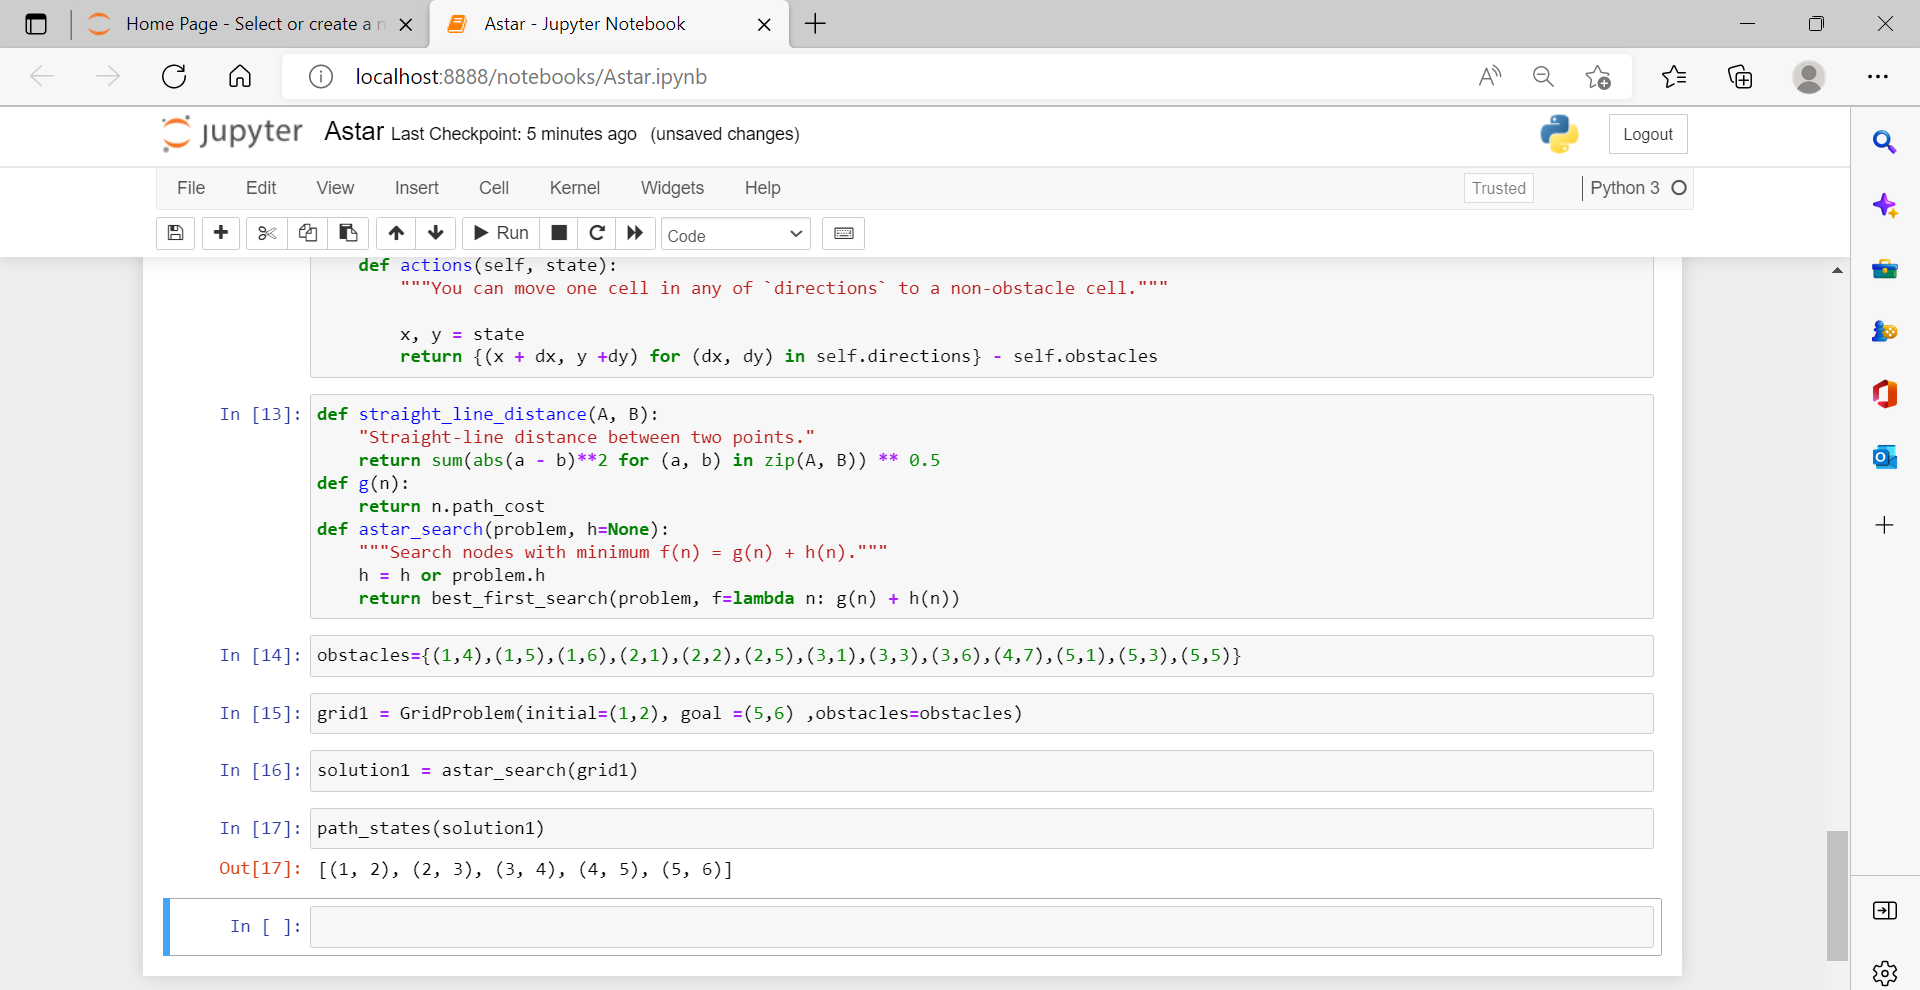 Home Page - Select or create a n
Astar - Jupyter Notebook
localhost:8888/notebooks/Astar.ipynb
jupyter Astar Last Checkpoint: 5 minutes ago (unsaved changes)
Logout
File Edit View Insert Cell Kernel Widgets Help
Trusted
Python 3
Run
Code
def actions(self, state):
"""You can move one cell in any of `directions` to a non-obstacle cell."""
x, y = state
return {(x + dx, y +dy) for (dx, dy) in self.directions} - self.obstacles
In [13]: def straight_line_distance(A, B):
"Straight-line distance between two points."
return sum(abs(a - b)**2 for (a, b) in zip(A, B)) ** 0.5
def g(n):
return n.path_cost
def astar_search(problem, h=None):
"""Search nodes with minimum f(n) = g(n) + h(n)."""
h = h or problem.h
return best_first_search(problem, f=lambda n: g(n) + h(n))
In [14]: obstacles={(1,4),(1,5),(1,6),(2,1),(2,2),(2,5),(3,1),(3,3),(3,6),(4,7),(5,1),(5,3),(5,5)}
In [15]: grid1 = GridProblem(initial=(1,2), goal =(5,6) ,obstacles=obstacles)
In [16]: solution1 = astar_search(grid1)
In [17]: path_states(solution1)
Out[17]: [(1, 2), (2, 3), (3, 4), (4, 5), (5, 6)]
In [ ]: